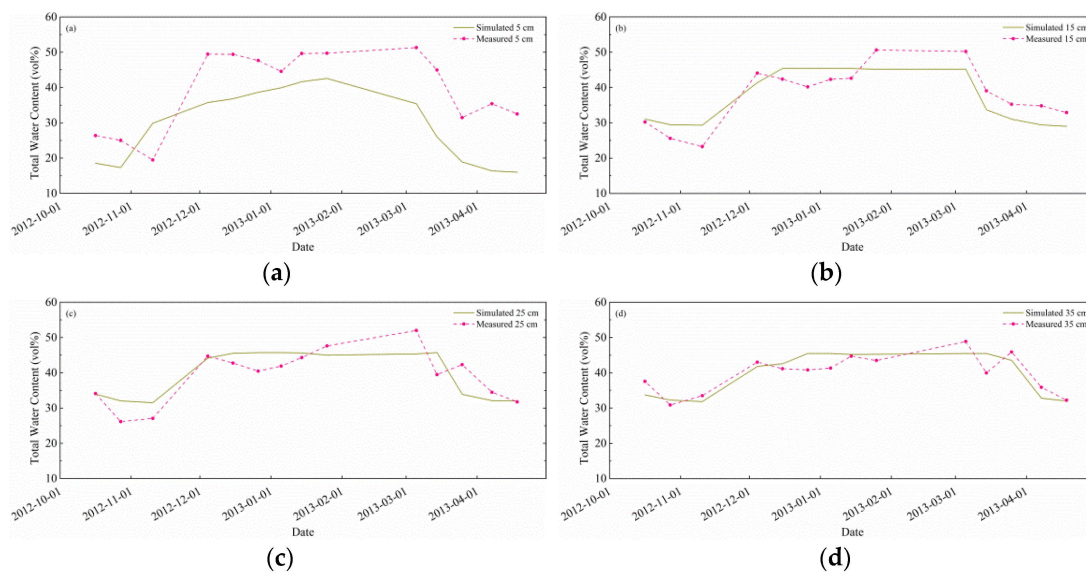 (a)
Simulated 5 cm
Measured 5 cm
Total Water Content (vol%)
60
50
40
30
20
10
2012-10-01
2012-11-01
2012-12-01
2013-01-01
2013-02-01
2013-03-01
2013-04-01
Date
(a)
(b)
Simulated 15 cm
Measured 15 cm
Total Water Content (vol%)
60
50
40
30
20
10
2012-10-01
2012-11-01
2012-12-01
2013-01-01
2013-02-01
2013-03-01
2013-04-01
Date
(b)
(c)
Simulated 25 cm
Measured 25 cm
Total Water Content (vol%)
60
50
40
30
20
10
2012-10-01
2012-11-01
2012-12-01
2013-01-01
2013-02-01
2013-03-01
2013-04-01
Date
(c)
(d)
Simulated 35 cm
Measured 35 cm
Total Water Content (vol%)
60
50
40
30
20
10
2012-10-01
2012-11-01
2012-12-01
2013-01-01
2013-02-01
2013-03-01
2013-04-01
Date
(d)